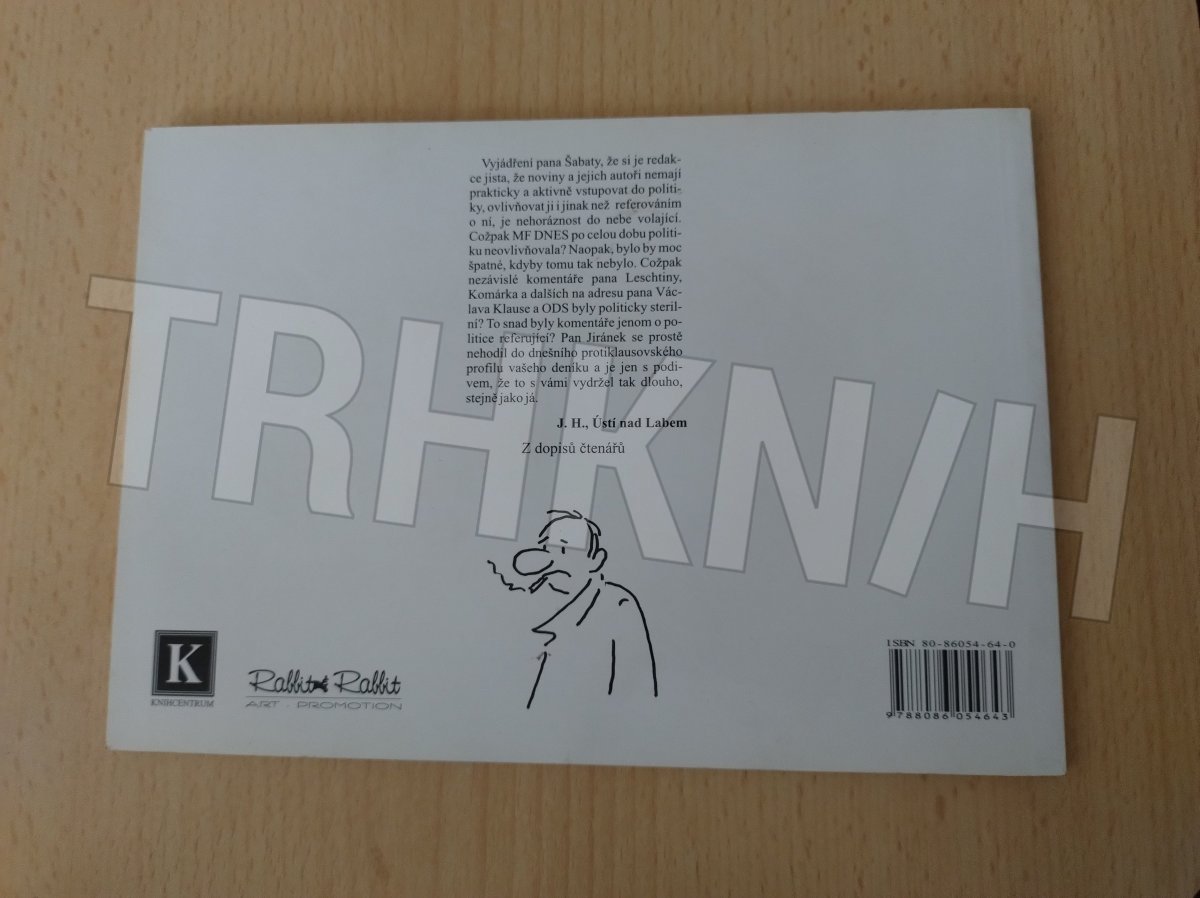 Vyjádření pana Šabaty, že si je redak-
ce jista, že noviny a jejich autoři nemají
prakticky a aktivně vstupovat do politi-
ky, ovlivňovat ji i jinak než referováním
o ní, je nehoráznost do nebe volající.
Cožpak MF DNES po celou dobu politi-
ku neovlivňovala? Naopak, bylo by moc
špatné, kdyby tomu tak nebylo. Cožpak
nezávislé komentáře pana Leschtiny,
Komárka a dalších na adresu pana Vác-
lava Klause a ODS byly politicky steril-
ní? To snad byly komentáře jenom o po-
litice referující? Pan Jiránek se prostě
nehodil do dnešního protiklausovského
profilu vašeho deníku a je jen s podi-
vem, že to s vámi vydržel tak dlouho,
stejně jako já.
J. H., Ústí nad Labem
Z dopisů čtenářů
TRHKNIH
K
KNIHCENTRUM
Rabbit Rabbit
ART - PROMOTION
ISBN 80-86054-64-0
9788086054643